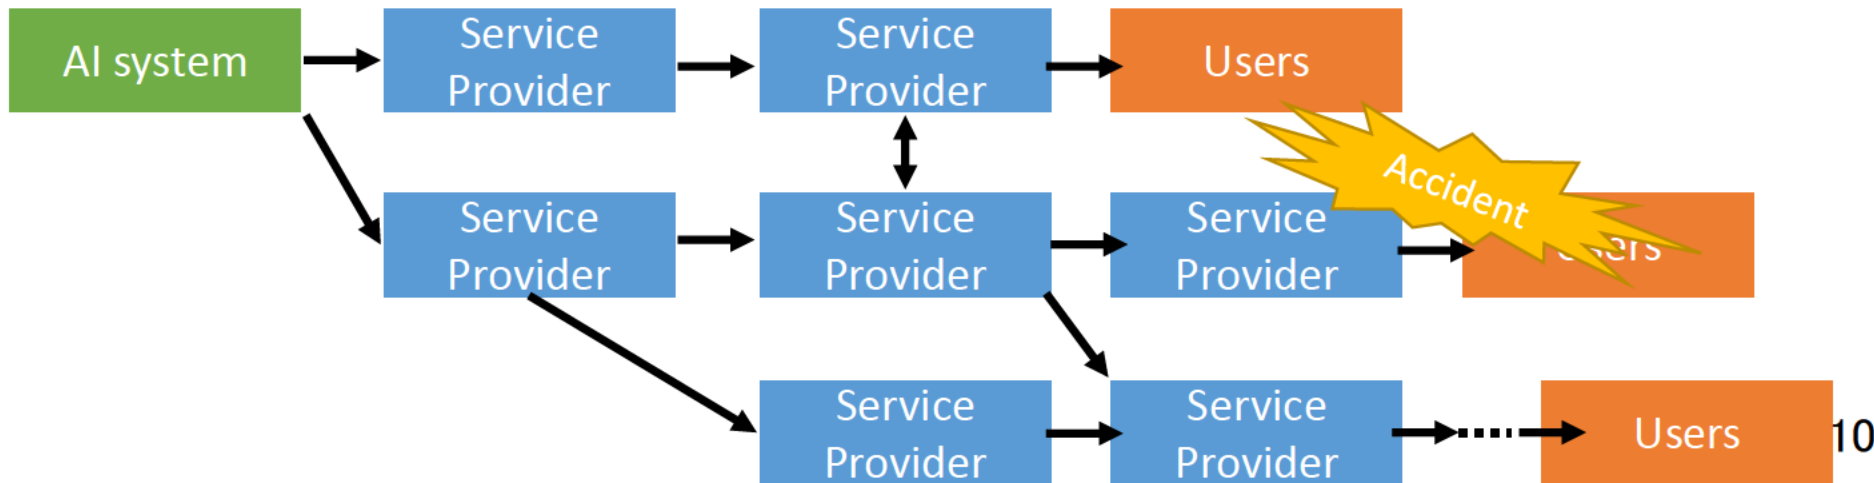 AI system
Service
Provider
Service
Provider
Users
Accident
Service
Provider
Service
Provider
Service
Provider
Users
Service
Provider
Service
Provider
Users
10